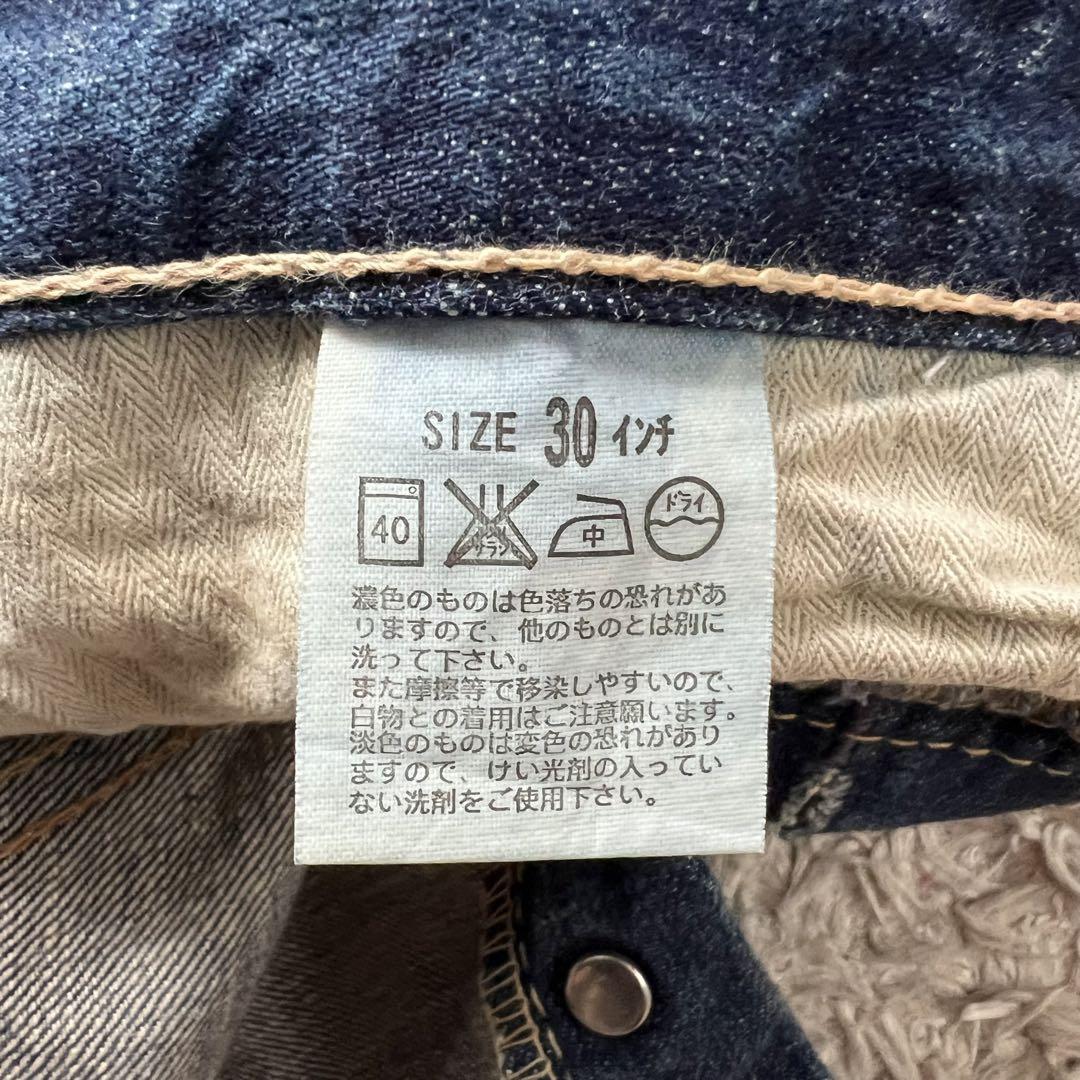 SIZE 30 インチ
40 サラシ 中 ドライ
濃色のものは色落ちの恐れがあ
りますので、他のものとは別に
洗って下さい。
また摩擦等で移染しやすいので、
白物との着用はご注意願います。
淡色のものは変色の恐れがあり
ますので、けい光剤の入ってい
ない洗剤をご使用下さい。